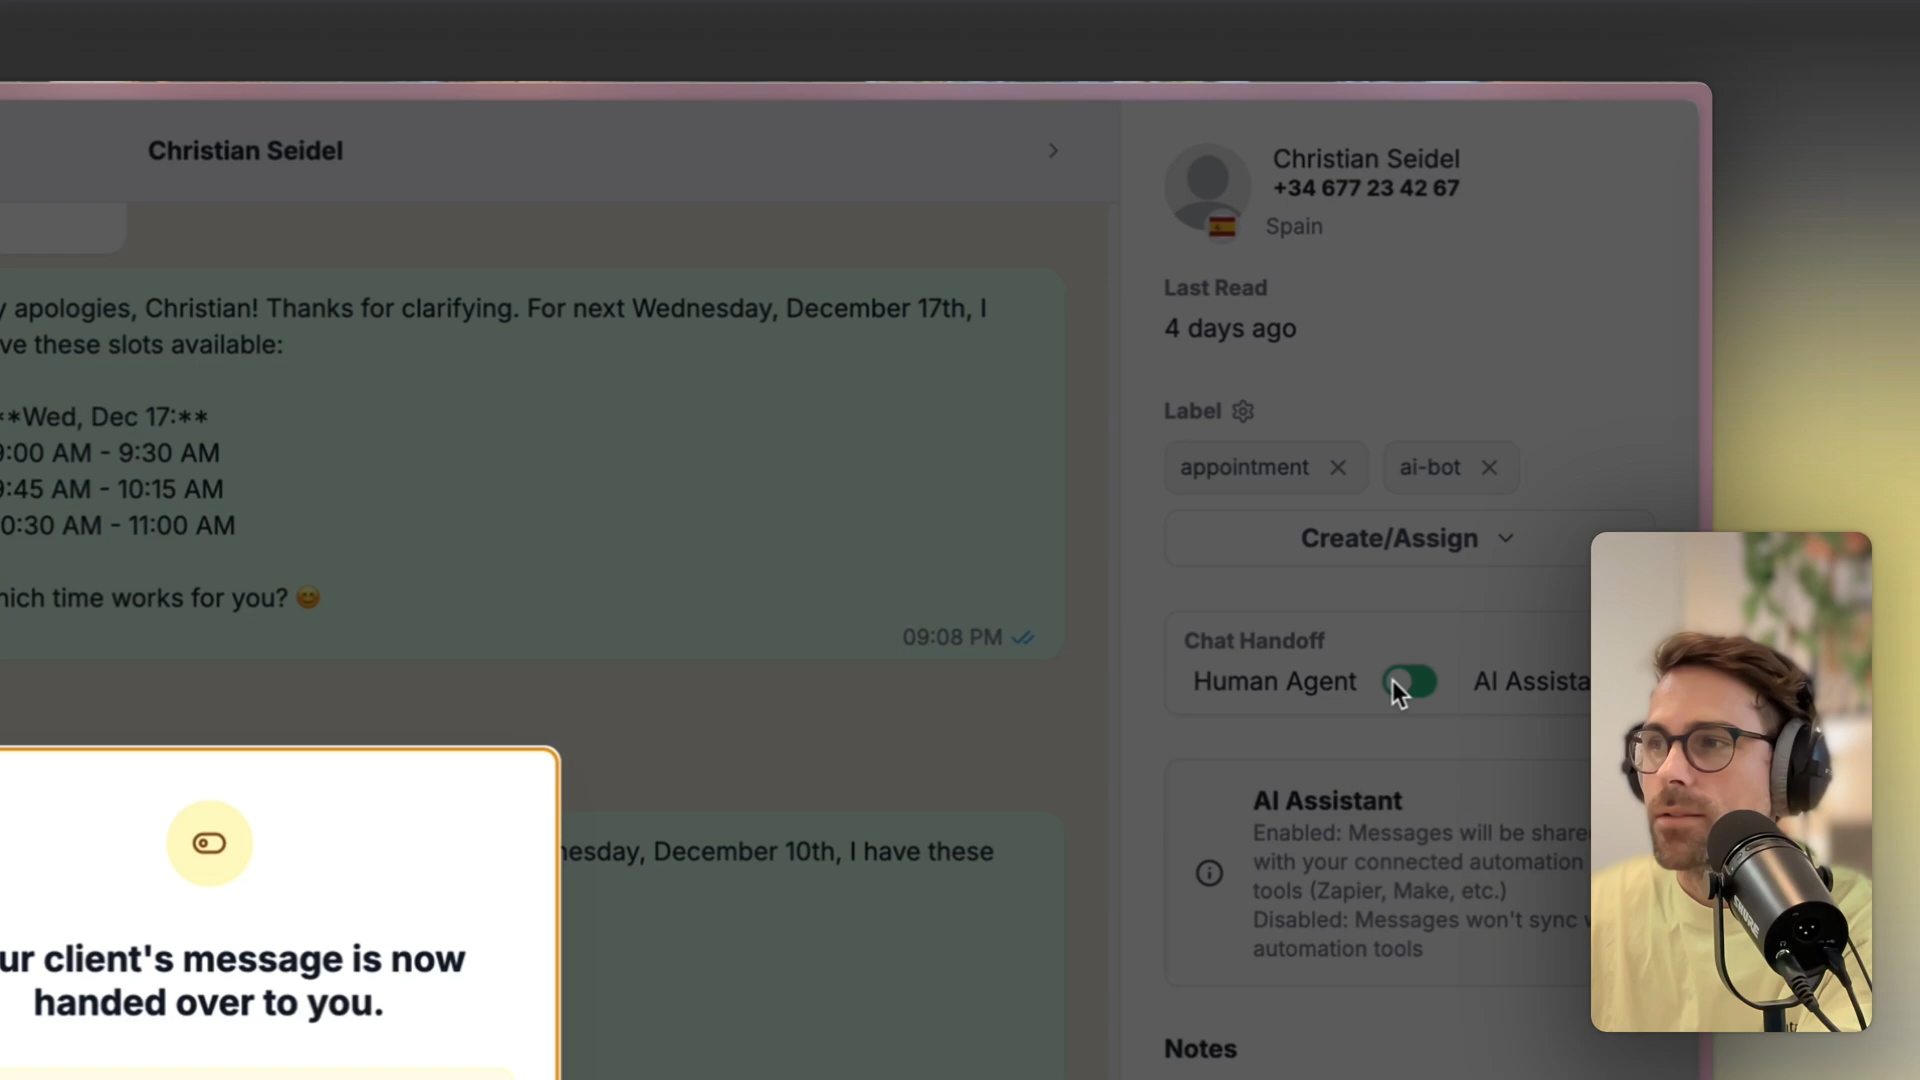 Christian Seidel
apologies, Christian! Thanks for clarifying. For next Wednesday, December 17th, I
these slots available:
**Wed, Dec 17:**
9:00 AM - 9:30 AM
9:45 AM - 10:15 AM
0:30 AM - 11:00 AM
time works for you? 😊
09:08 PM
December 10th, I have these
client's message is now
handed over to you.
Christian Seidel
+34 677 23 42 67
Spain
Last Read
4 days ago
Label
appointment
ai-bot
Create/Assign
Chat Handoff
Human Agent
AI Assista
AI Assistant
Enabled: Messages will be share
with your connected automation
tools (Zapier, Make, etc.)
Disabled: Messages won't sync
automation tools
Notes
SHURE